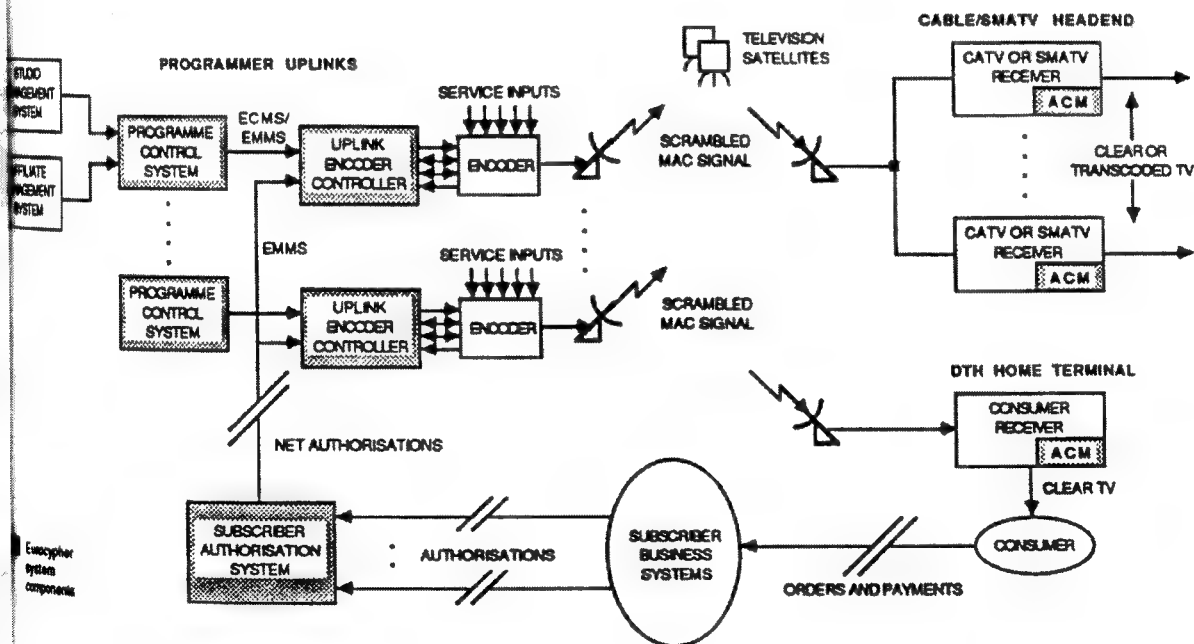 CABLE/SMATV HEADEND
TELEVISION
SATELLITES
CATV OR SMATV
RECEIVER
ACM
PROGRAMMER UPLINKS
SYSTEM
SERVICE INPUTS
ECMS/
EMMS
PROGRAMME
CONTROL
SYSTEM
UPLINK
ENCODER
CONTROLLER
ENCODER
SCRAMBLED
MAC SIGNAL
CLEAR OR
TRANSCODED TV
SYSTEM
EMMS
SERVICE INPUTS
CATV OR SMATV
RECEIVER
ACM
PROGRAMME
CONTROL
SYSTEM
UPLINK
ENCODER
CONTROLLER
ENCODER
SCRAMBLED
MAC SIGNAL
DTH HOME TERMINAL
CONSUMER
RECEIVER
ACM
NET AUTHORISATIONS
CLEAR TV
SUBSCRIBER
AUTHORISATION
SYSTEM
AUTHORISATIONS
SUBSCRIBER
BUSINESS
SYSTEMS
CONSUMER
ORDERS AND PAYMENTS
Eurocypher
system
components